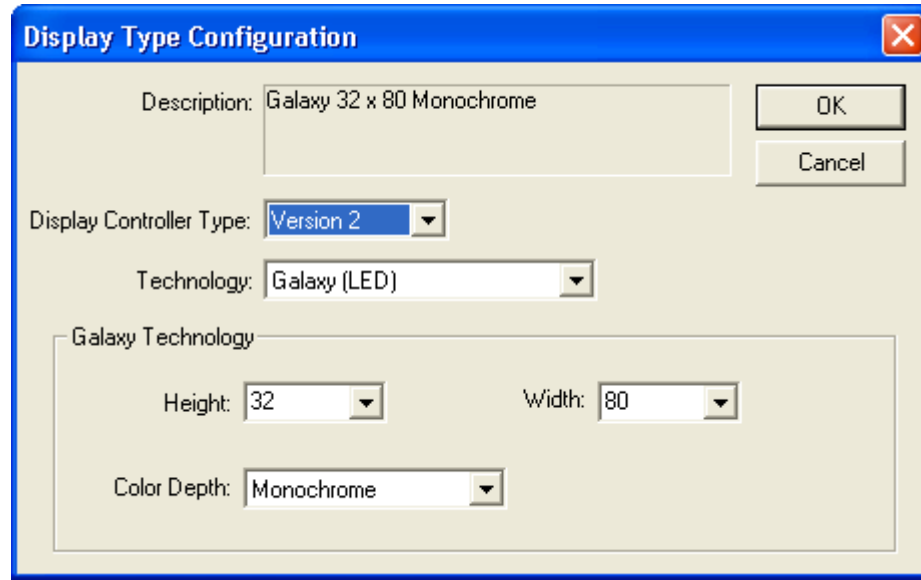 Display Type Configuration
Description: Galaxy 32 x 80 Monochrome
OK
Cancel
Display Controller Type: Version 2
Technology: Galaxy (LED)
Galaxy Technology
Height: 32 Width: 80
Color Depth: Monochrome